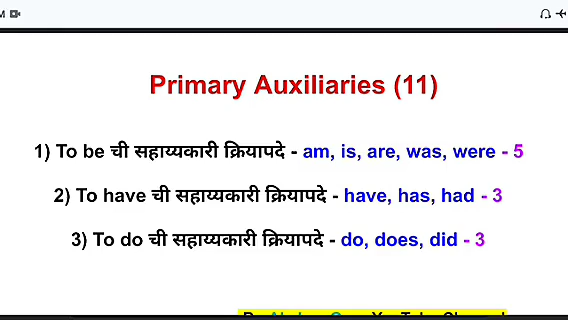 Primary Auxiliaries (11)
1) To be ची सहाय्यकारी क्रियापदे - am, is, are, was, were - 5
2) To have ची सहाय्यकारी क्रियापदे - have, has, had - 3
3) To do ची सहाय्यकारी क्रियापदे - do, does, did - 3